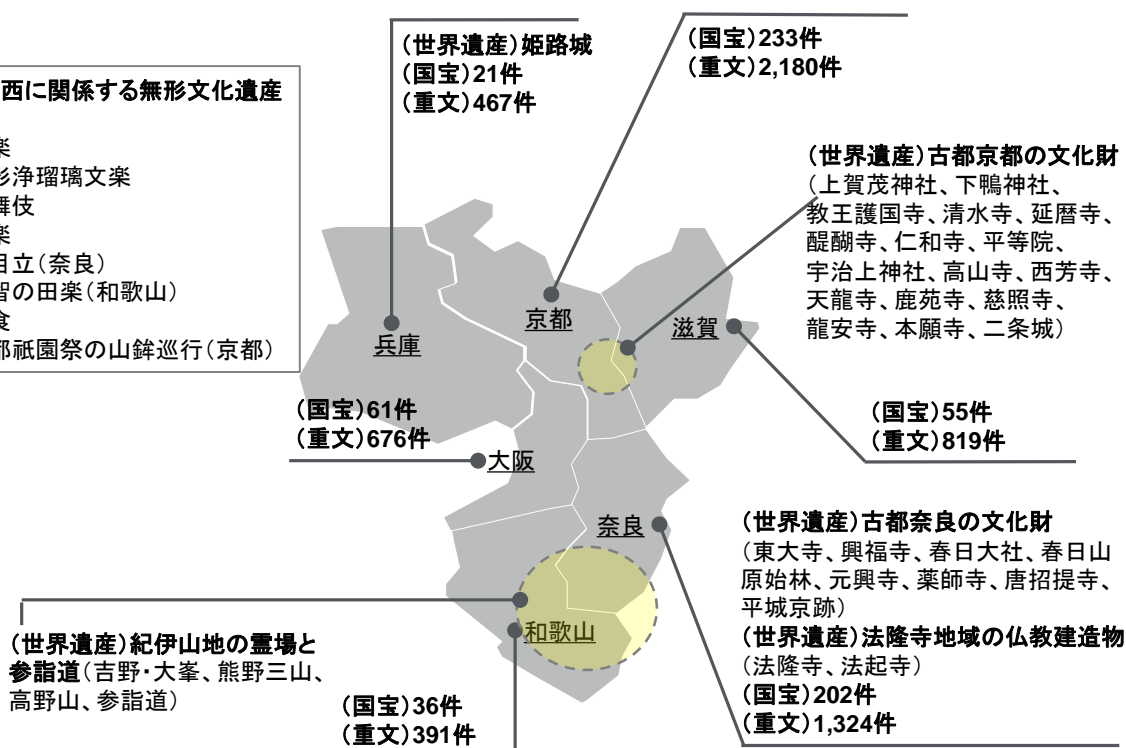 西に関係する無形文化遺産
楽
浄瑠璃文楽
舞伎
楽
目立(奈良)
智の田楽(和歌山)
食
都祇園祭の山鉾巡行(京都)
(世界遺産)姫路城
(国宝)21件
(重文)467件
(国宝)233件
(重文)2,180件
(世界遺産)古都京都の文化財
(上賀茂神社、下鴨神社、
教王護国寺、清水寺、延暦寺、
醍醐寺、仁和寺、平等院、
宇治上神社、高山寺、西芳寺、
天龍寺、鹿苑寺、慈照寺、
龍安寺、本願寺、二条城)
京都
滋賀
兵庫
(国宝)61件
(重文)676件
大阪
(国宝)55件
(重文)819件
奈良
(世界遺産)古都奈良の文化財
(東大寺、興福寺、春日大社、春日山
原始林、元興寺、薬師寺、唐招提寺、
平城京跡)
(世界遺産)法隆寺地域の仏教建造物
(法隆寺、法起寺)
(国宝)202件
(重文)1,324件
和歌山
(世界遺産)紀伊山地の霊場と
参詣道(吉野・大峯、熊野三山、
高野山、参詣道)
(国宝)36件
(重文)391件